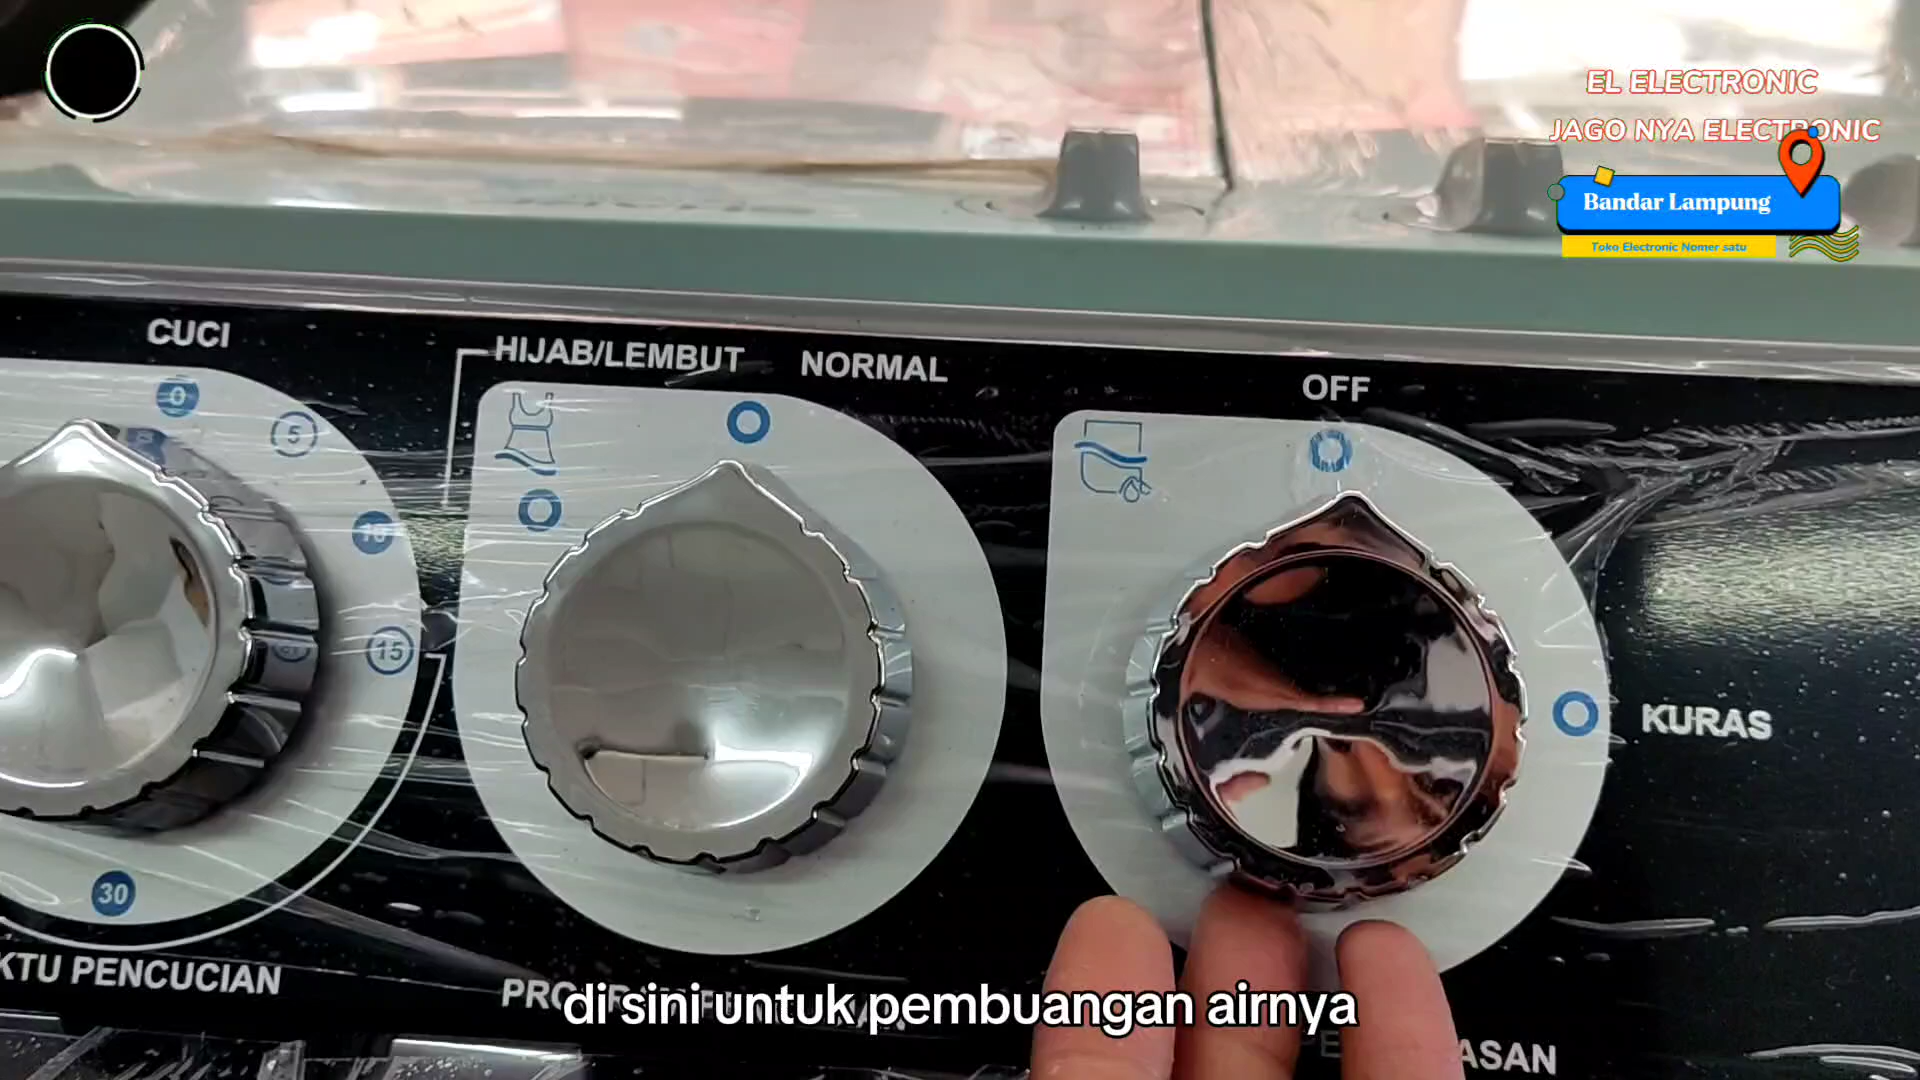 EL ELECTRONIC
JAGO NYA ELECTRONIC
Bandar Lampung
Toko Electronic Nomer satu
CUCI
HIJAB/LEMBUT
NORMAL
OFF
0
5
10
15
30
KURAS
KTU PENCUCIAN
di sini untuk pembuangan airnya
ASAN